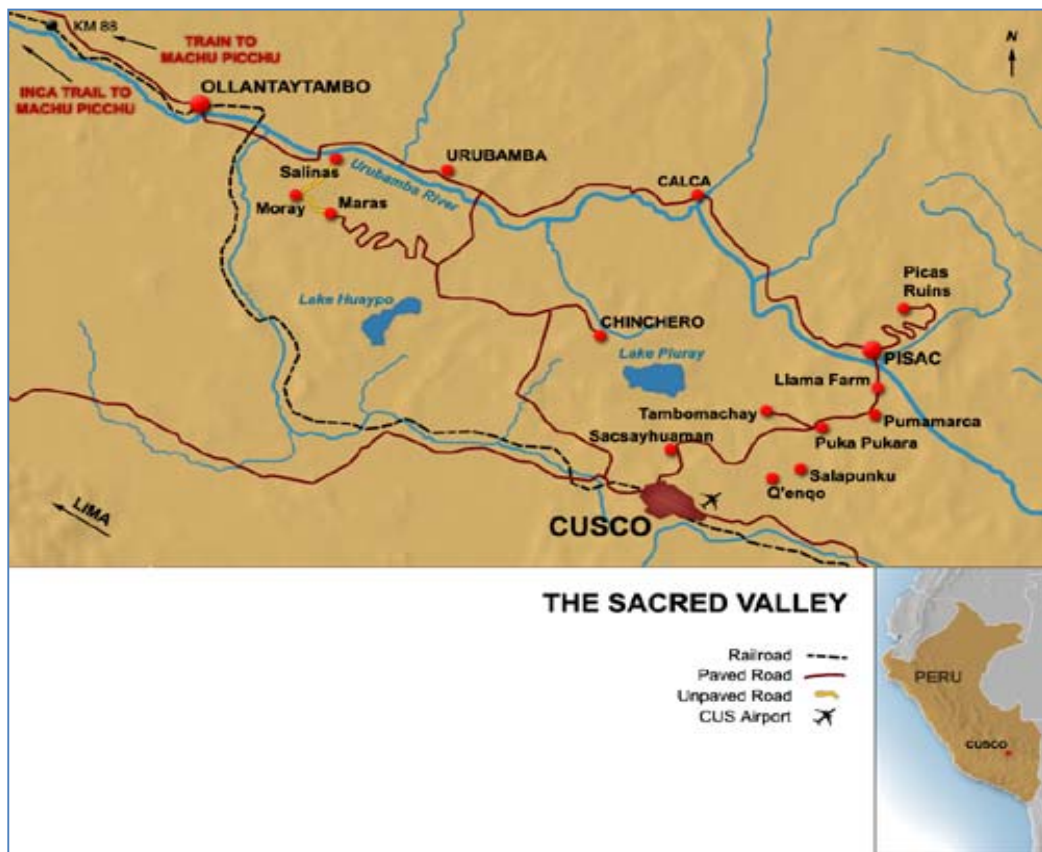 KM 88
TRAIN TO
MACHU PICCHU
N
INCA TRAIL TO
MACHU PICCHU
OLLANTAYTAMBO
Salinas
Urubamba River
URUBAMBA
CALCA
Moray
Maras
Picas
Ruins
Lake Huaypo
CHINCHERO
Lake Piuray
PISAC
Llama Farm
Tambomachay
Pumamarca
Sacsayhuaman
Puka Pukara
Salapunku
Q'enqo
LIMA
CUSCO
THE SACRED VALLEY
Railroad
Paved Road
Unpaved Road
CUS Airport
PERU
CUSCO